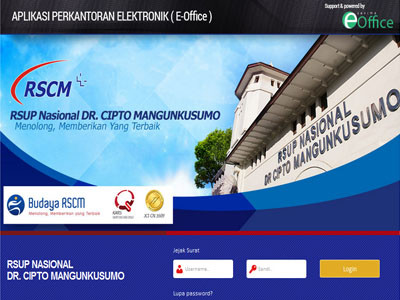 APLIKASI PERKANTORAN ELEKTRONIK ( E-Office )
Support & powered by
eOffice
RSCM
RSUP Nasional DR. CIPTO MANGUNKUSUMO
Menolong, Memberikan Yang Terbaik
RSUP NASIONAL
DR. CIPTO MANGUNKUSUMO
Budaya RSCM
Menolong, Memberikan yang Terbaik
KARS
RSUP NASIONAL
DR. CIPTO MANGUNKUSUMO
Jejak Surat
Username..
Sandi..
Login
Lupa password?